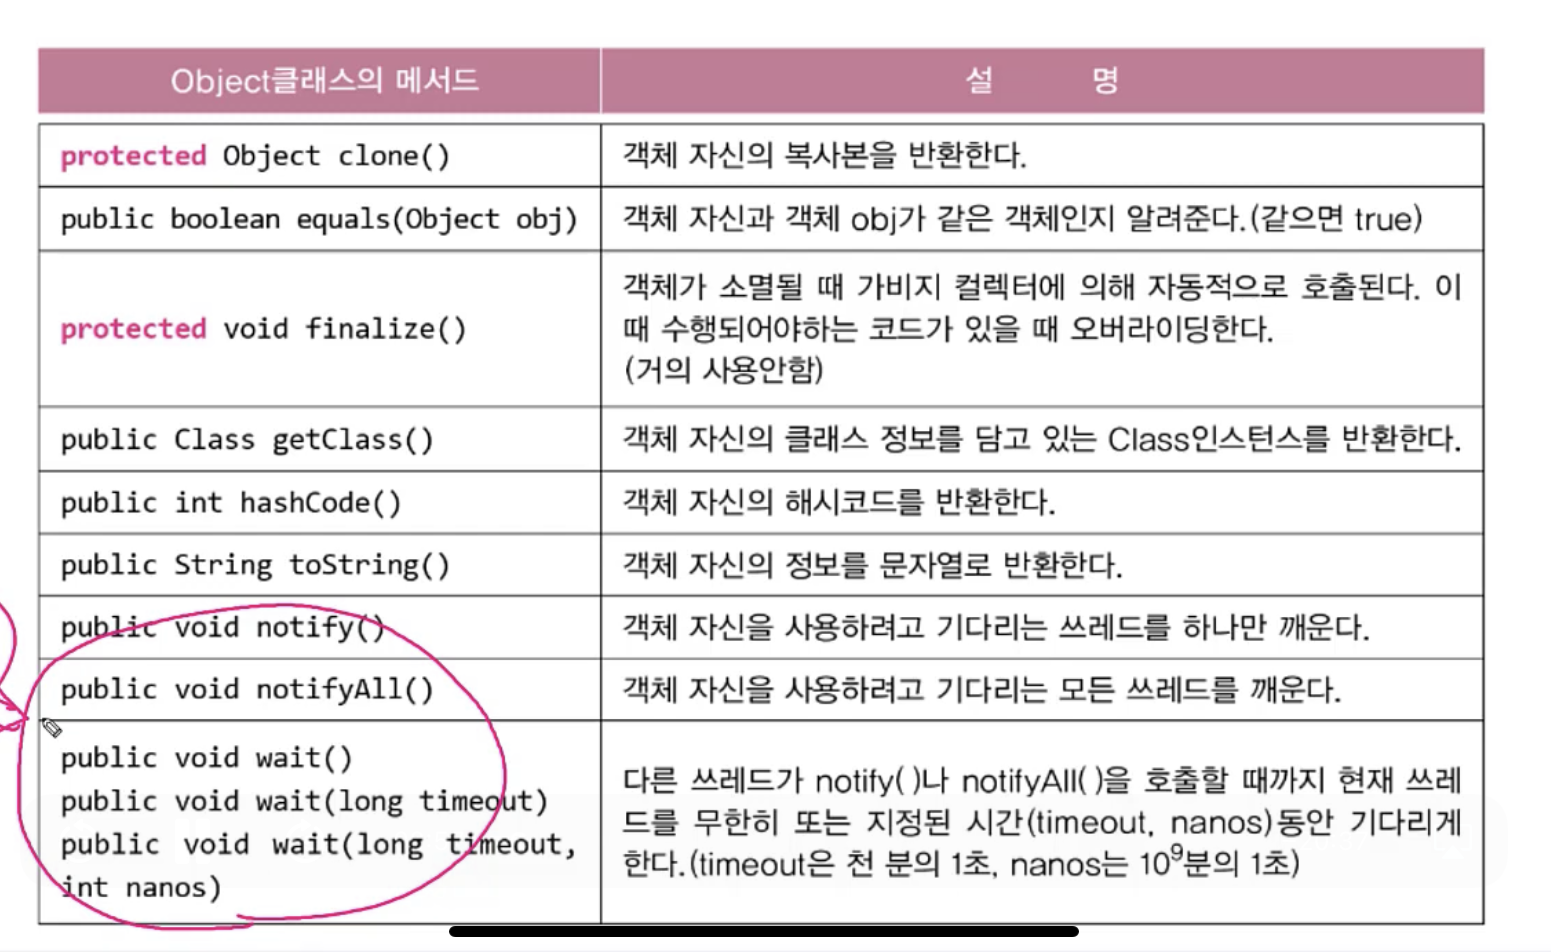 Object클래스의 메서드
설 명
protected Object clone()
객체 자신의 복사본을 반환한다.
public boolean equals(Object obj)
객체 자신과 객체 obj가 같은 객체인지 알려준다.(같으면 true)
protected void finalize()
객체가 소멸될 때 가비지 컬렉터에 의해 자동적으로 호출된다. 이
때 수행되어야하는 코드가 있을 때 오버라이딩한다.
(거의 사용안함)
public Class getClass()
객체 자신의 클래스 정보를 담고 있는 Class인스턴스를 반환한다.
public int hashCode()
객체 자신의 해시코드를 반환한다.
public String toString()
객체 자신의 정보를 문자열로 반환한다.
public void notify()
객체 자신을 사용하려고 기다리는 쓰레드를 하나만 깨운다.
public void notifyAll()
객체 자신을 사용하려고 기다리는 모든 쓰레드를 깨운다.
public void wait()
public void wait(long timeout)
public void wait(long timeout,
int nanos)
다른 쓰레드가 notify( )나 notifyAll( )을 호출할 때까지 현재 쓰레
드를 무한히 또는 지정된 시간(timeout, nanos)동안 기다리게
한다.(timeout은 천 분의 1초, nanos는 10⁹분의 1초)